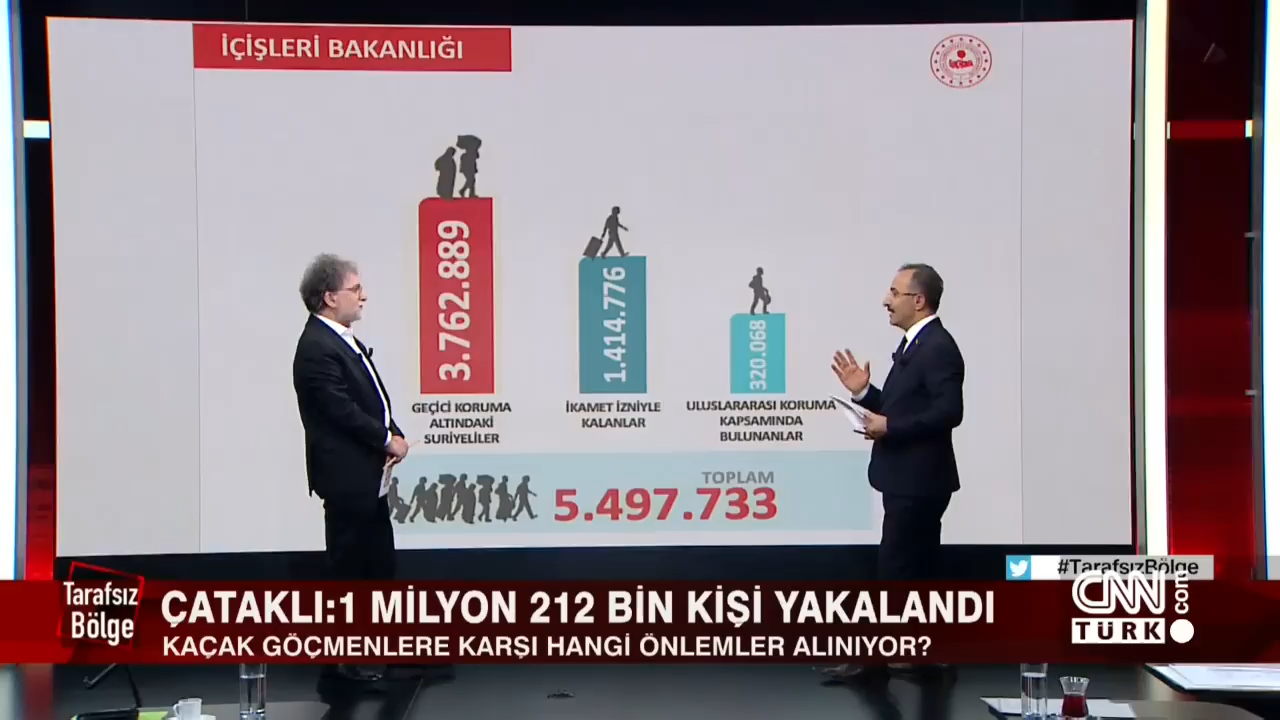 İÇİŞLERİ BAKANLIĞI
3.762.889
1.414.776
320.068
GEÇİCİ KORUMA
ALTINDAKİ
SURİYELİLER
İKAMET İZNİYLE
KALANLAR
ULUSLARARASI KORUMA
KAPSAMINDA
BULUNANLAR
TOPLAM
5.497.733
#TarafsızBölge
Tarafsız
Bölge
ÇATAKLI:1 MİLYON 212 BİN KİŞİ YAKALANDI
KAÇAK GÖÇMENLERE KARŞI HANGİ ÖNLEMLER ALINIYOR?
CNN
TÜRK
.com